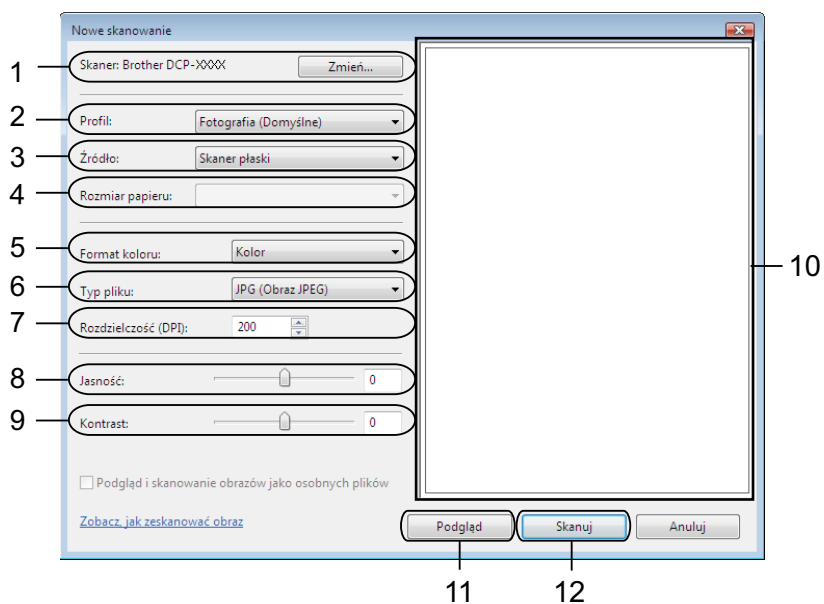 Nowe skanowanie
1 Skaner: Brother DCP-XXXX Zmień...
2 Profil: Fotografia (Domyślne)
3 Źródło: Skaner płaski
4 Rozmiar papieru:
5 Format koloru: Kolor
10
6 Typ pliku: JPG (Obraz JPEG)
7 Rozdzielczość (DPI): 200
8 Jasność: 0
9 Kontrast: 0
Podgląd i skanowanie obrazów jako osobnych plików
Zobacz, jak zeskanować obraz
Podgląd Skanuj Anuluj
11 12